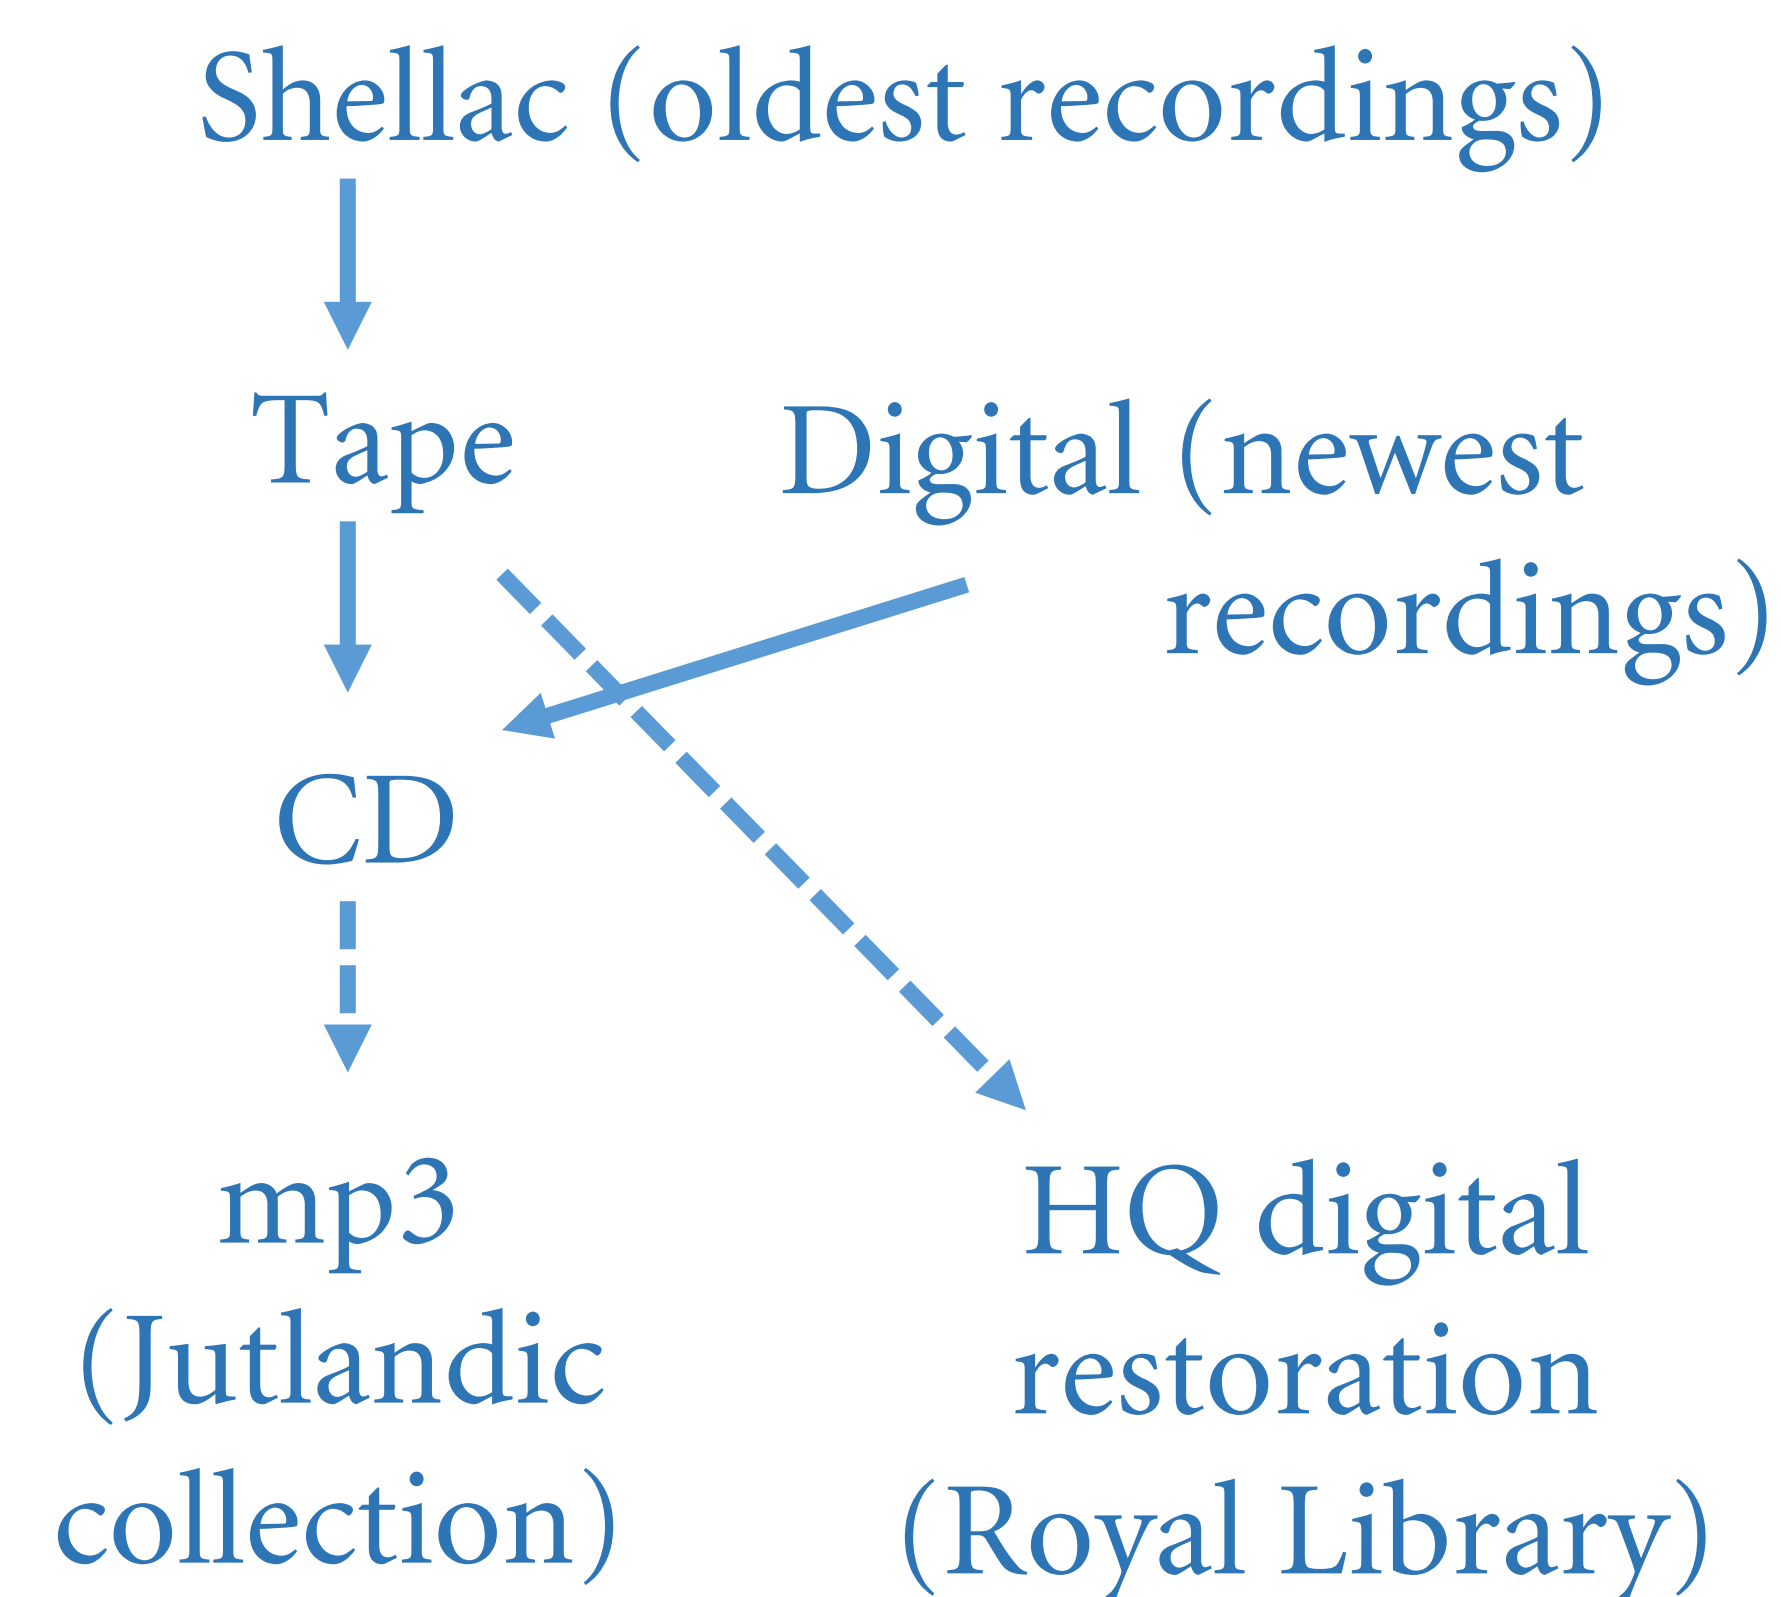 Shellac (oldest recordings)
Tape
Digital (newest
recordings)
CD
mp3
(Jutlandic
collection)
HQ digital
restoration
(Royal Library)